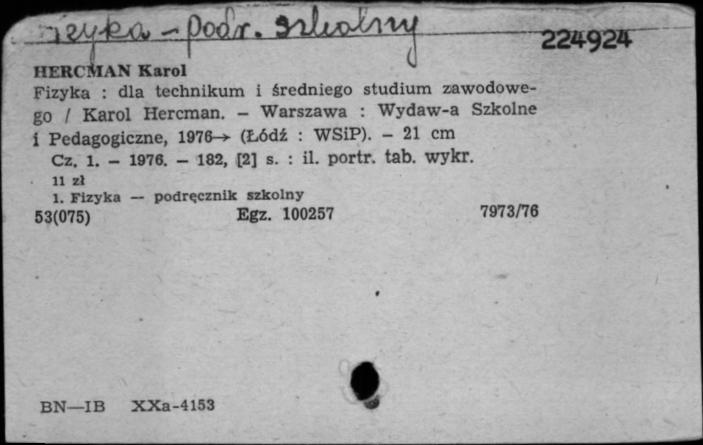 Fizyka - podr. szkolny
224924
HERCMAN Karol
Fizyka : dla technikum i średniego studium zawodowe-
go / Karol Hercman. — Warszawa : Wydaw-a Szkolne
i Pedagogiczne, 1976→ (Łódź : WSiP). — 21 cm
Cz. 1. — 1976. — 182, [2] s. : il. portr. tab. wykr.
11 zł
1. Fizyka — podręcznik szkolny
53(075) Egz. 100257 7973/76
BN—IB XXa-4153